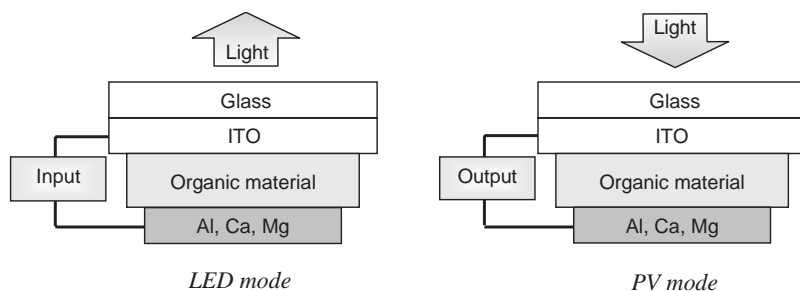 Light
Glass
ITO
Input
Organic material
Al, Ca, Mg
LED mode
Light
Glass
ITO
Output
Organic material
Al, Ca, Mg
PV mode